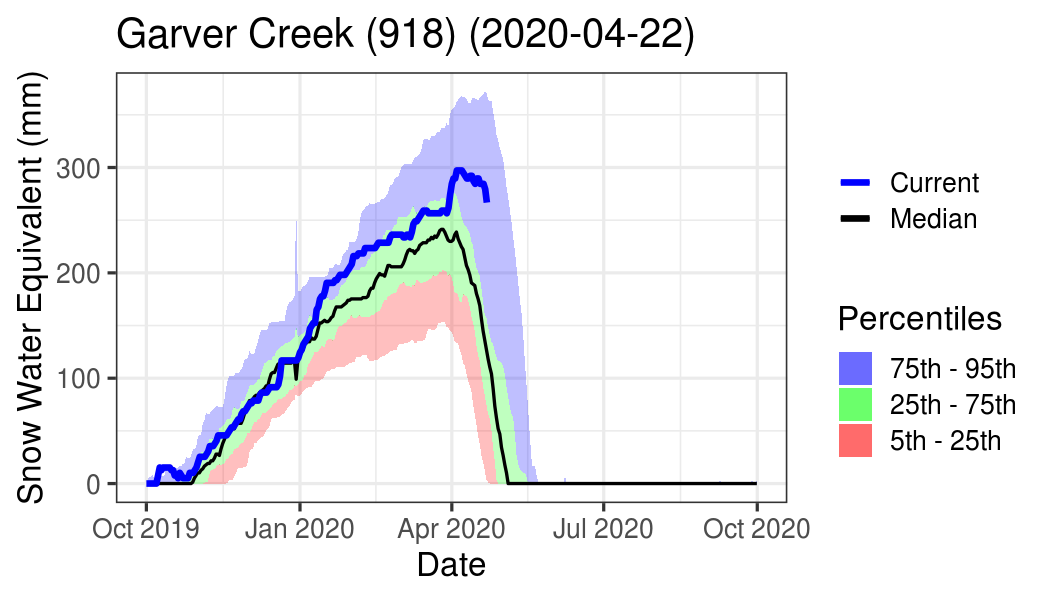 Garver Creek (918) (2020-04-22)
Snow Water Equivalent (mm)
300
200
100
0
Oct 2019
Jan 2020
Apr 2020
Jul 2020
Oct 2020
Date
Current
Median
Percentiles
75th - 95th
25th - 75th
5th - 25th